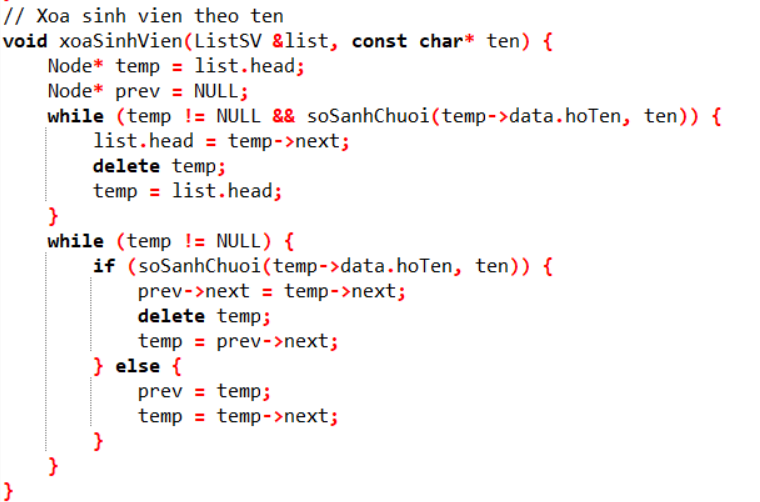 // Xoa sinh vien theo ten
void xoaSinhVien(ListSV &list, const char* ten) {
    Node* temp = list.head;
    Node* prev = NULL;
    while (temp != NULL && soSanhChuoi(temp->data.hoTen, ten)) {
        list.head = temp->next;
        delete temp;
        temp = list.head;
    }
    while (temp != NULL) {
        if (soSanhChuoi(temp->data.hoTen, ten)) {
            prev->next = temp->next;
            delete temp;
            temp = prev->next;
        } else {
            prev = temp;
            temp = temp->next;
        }
    }
}